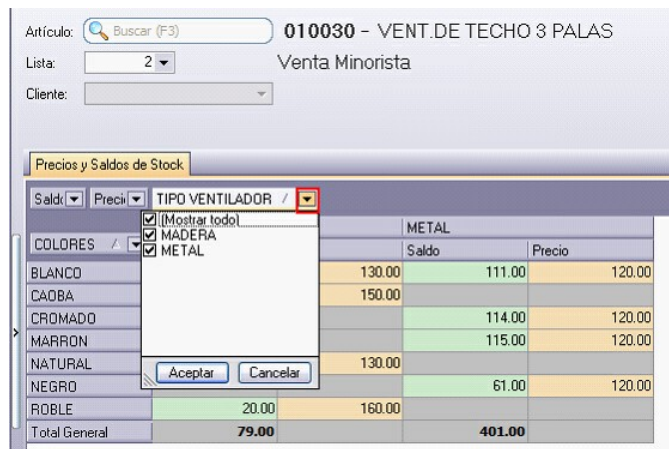 Artículo: Buscar (F3) 010030 - VENT.DE TECHO 3 PALAS
Lista: 2 Venta Minorista
Cliente:
Precios y Saldos de Stock
Saldo Precio TIPO VENTILADOR
(Mostrar todo)
MADERA
METAL
Aceptar Cancelar
METAL
COLORES Saldo Precio
BLANCO 130.00 111.00 120.00
CAOBA 150.00
CROMADO 114.00 120.00
MARRON 115.00 120.00
NATURAL 130.00
NEGRO 61.00 120.00
ROBLE 20.00 160.00
Total General 79.00 401.00